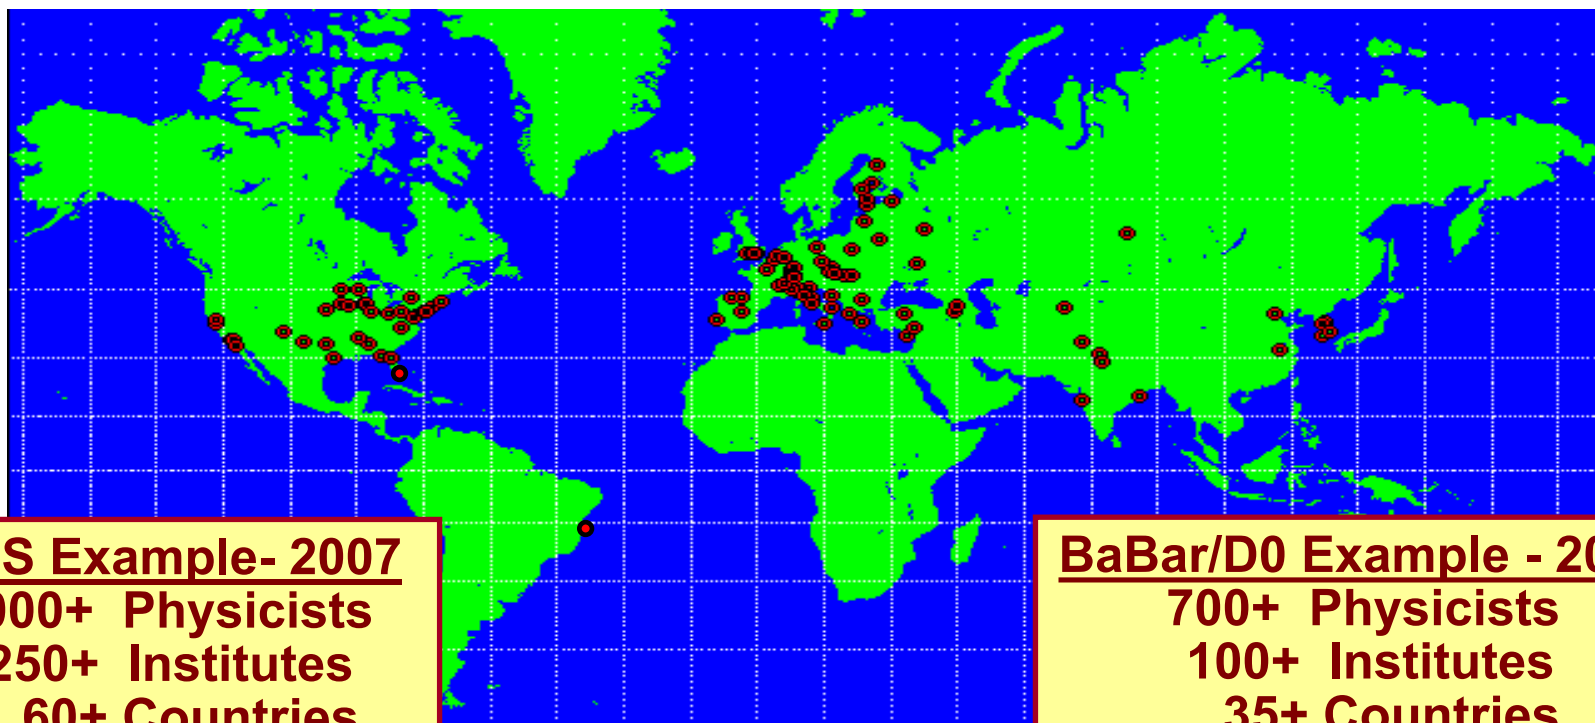 S Example- 2007
000+ Physicists
250+ Institutes
60+ Countries
BaBar/D0 Example - 20
700+ Physicists
100+ Institutes
35+ Countries